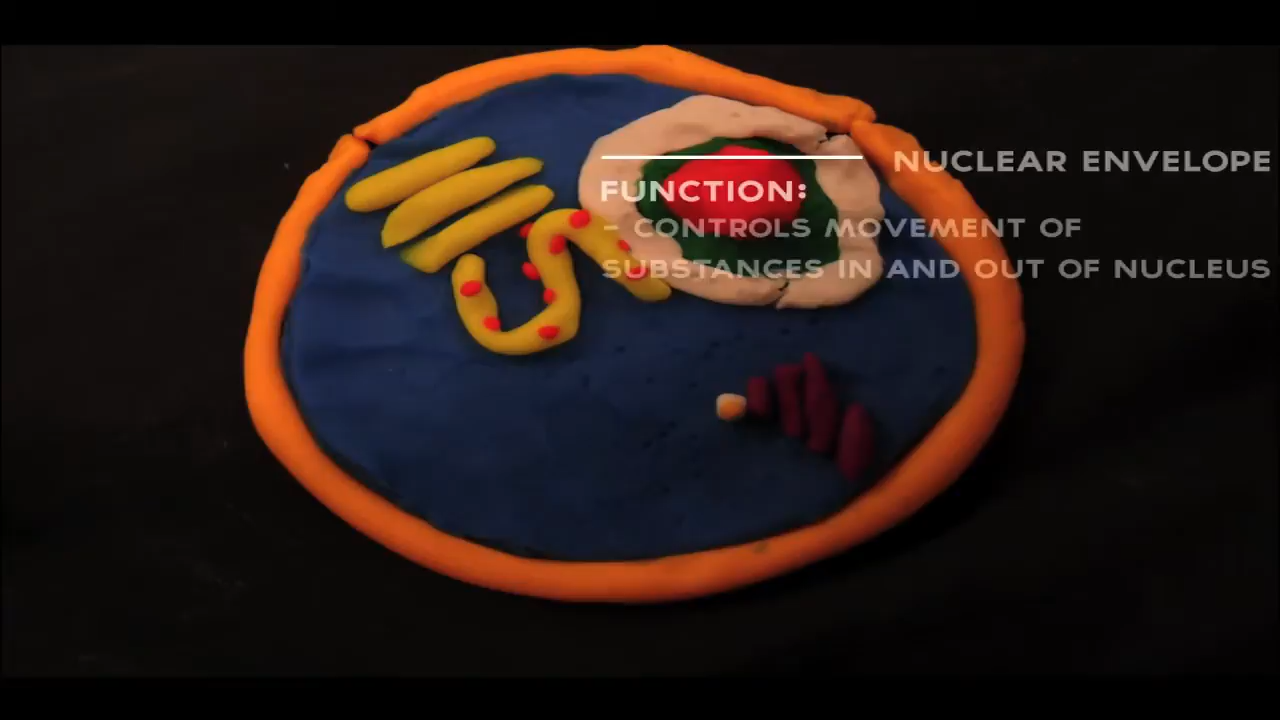 NUCLEAR ENVELOPE
FUNCTION:
- CONTROLS MOVEMENT OF
SUBSTANCES IN AND OUT OF NUCLEUS